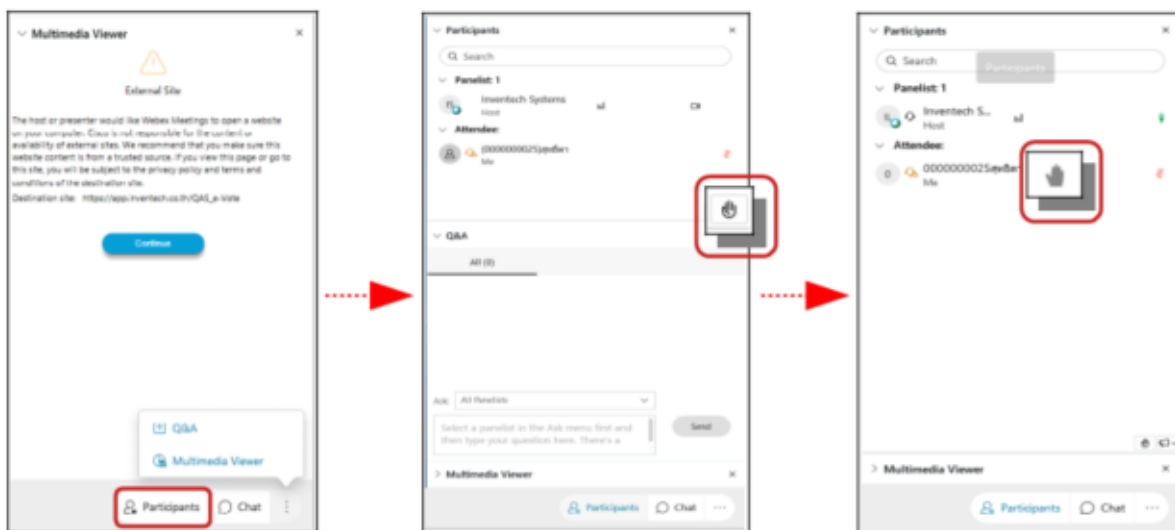 Multimedia Viewer
External Site
The host or presenter would like Webex Meetings to open a website
on your computer. Cisco is not responsible for the content or
availability of external sites. We recommend that you make sure this
website content is from a trusted source. If you view this page or go to
this site, you will be subject to the privacy policy and terms and
conditions of the destination site.
Destination site: https://app.inventech.co.th/QAS_e-Vote
Continue
Q&A
Multimedia Viewer
Participants
Chat
Participants
Search
Panelist: 1
Inventech Systems
Host
Attendee:
Me
Q&A
All (0)
Ask: All Panelists
Select a panelist in the Ask menu first and
then type your question here. There's a
Send
Multimedia Viewer
Participants
Chat
Participants
Search
Participants
Panelist: 1
Inventech S...
Host
Attendee:
Me
Multimedia Viewer
Participants
Chat